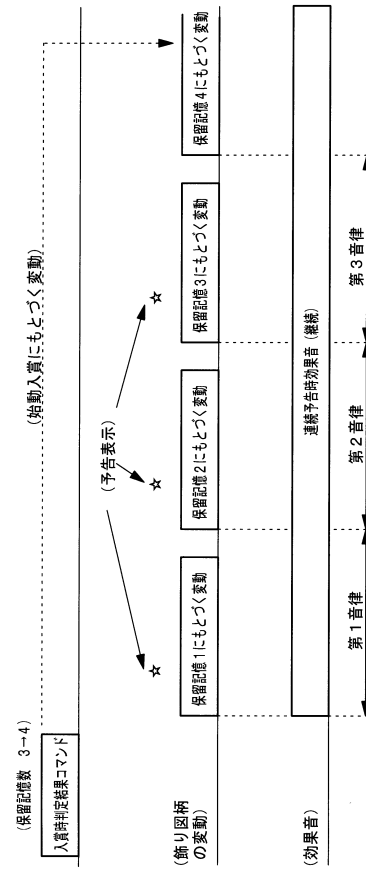 (保留記憶数 3→4)
入賞時判定結果コマンド
(始動入賞にもとづく変動)
(予告表示)
☆ ☆ ☆
(飾り図柄
の変動)
保留記憶1にもとづく変動
保留記憶2にもとづく変動
保留記憶3にもとづく変動
保留記憶4にもとづく変動
(効果音)
連続予告時効果音(継続)
第1音律
第2音律
第3音律